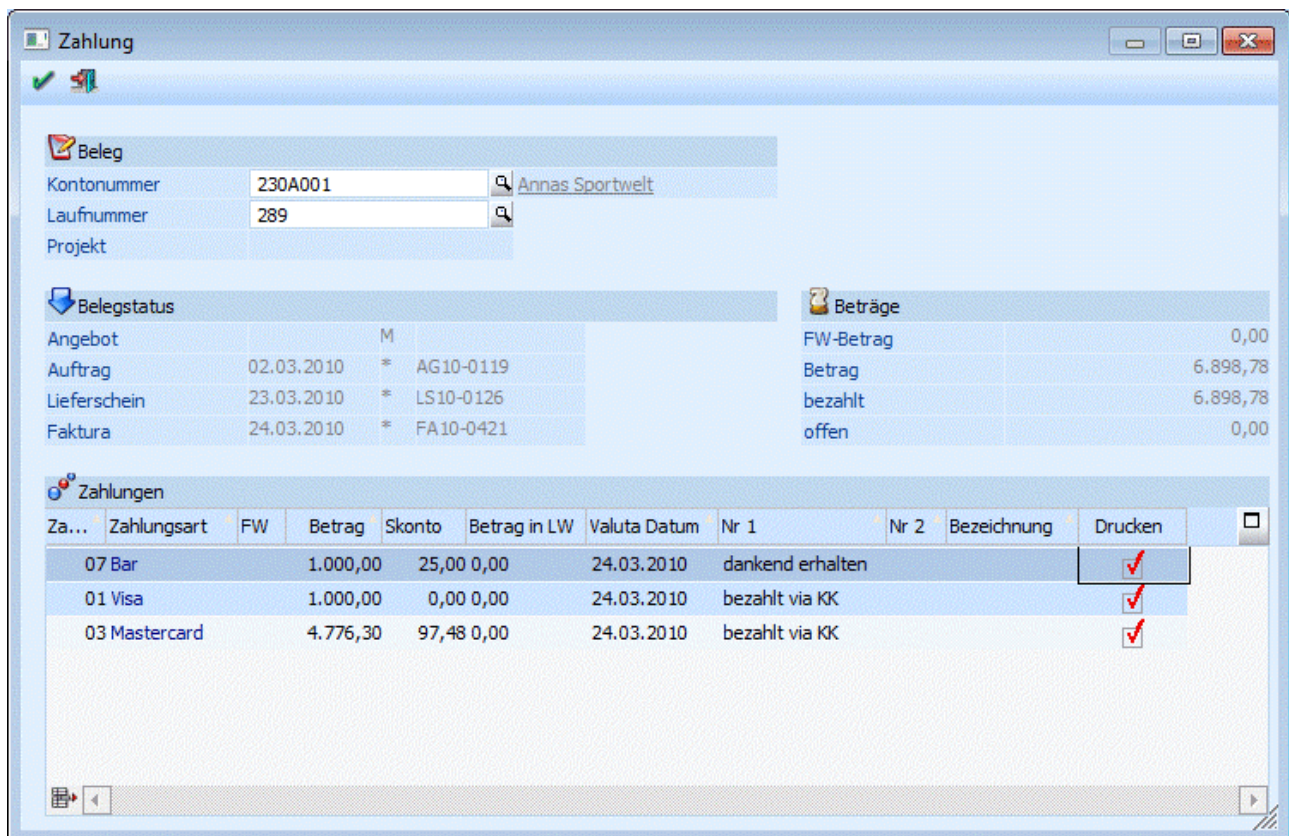 Zahlung
Beleg
Kontonummer 230A001 Annas Sportwelt
Laufnummer 289
Projekt
Belegstatus Beträge
Angebot M FW-Betrag 0,00
Auftrag 02.03.2010 * AG10-0119 Betrag 6.898,78
Lieferschein 23.03.2010 * LS10-0126 bezahlt 6.898,78
Faktura 24.03.2010 * FA10-0421 offen 0,00
Zahlungen
Za... Zahlungsart FW Betrag Skonto Betrag in LW Valuta Datum Nr 1 Nr 2 Bezeichnung Drucken
07 Bar 1.000,00 25,00 0,00 24.03.2010 dankend erhalten
01 Visa 1.000,00 0,00 0,00 24.03.2010 bezahlt via KK
03 Mastercard 4.776,30 97,48 0,00 24.03.2010 bezahlt via KK